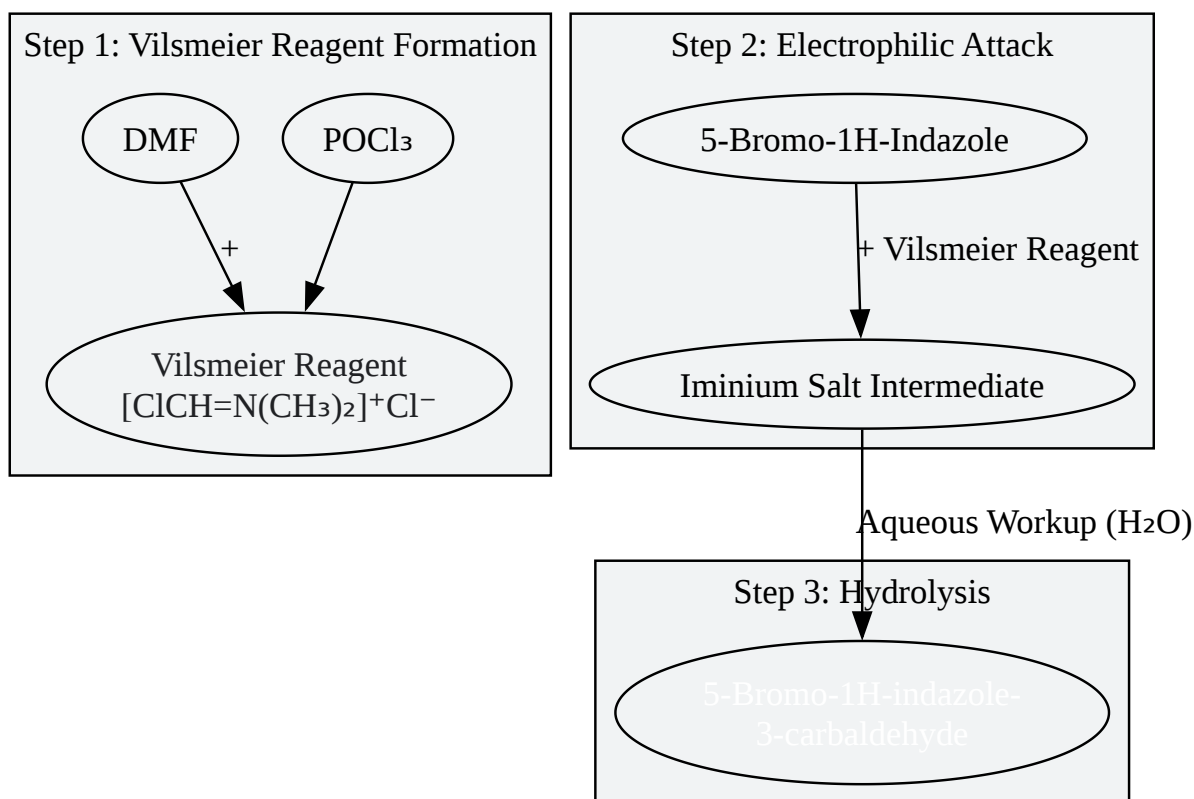 Step 1: Vilsmeier Reagent Formation
DMF
POCl₃
+
Vilsmeier Reagent
[ClCH=N(CH₃)₂]⁺Cl⁻
Step 2: Electrophilic Attack
5-Bromo-1H-Indazole
+ Vilsmeier Reagent
Iminium Salt Intermediate
Aqueous Workup (H₂O)
Step 3: Hydrolysis
5-Bromo-1H-indazole-
3-carbaldehyde